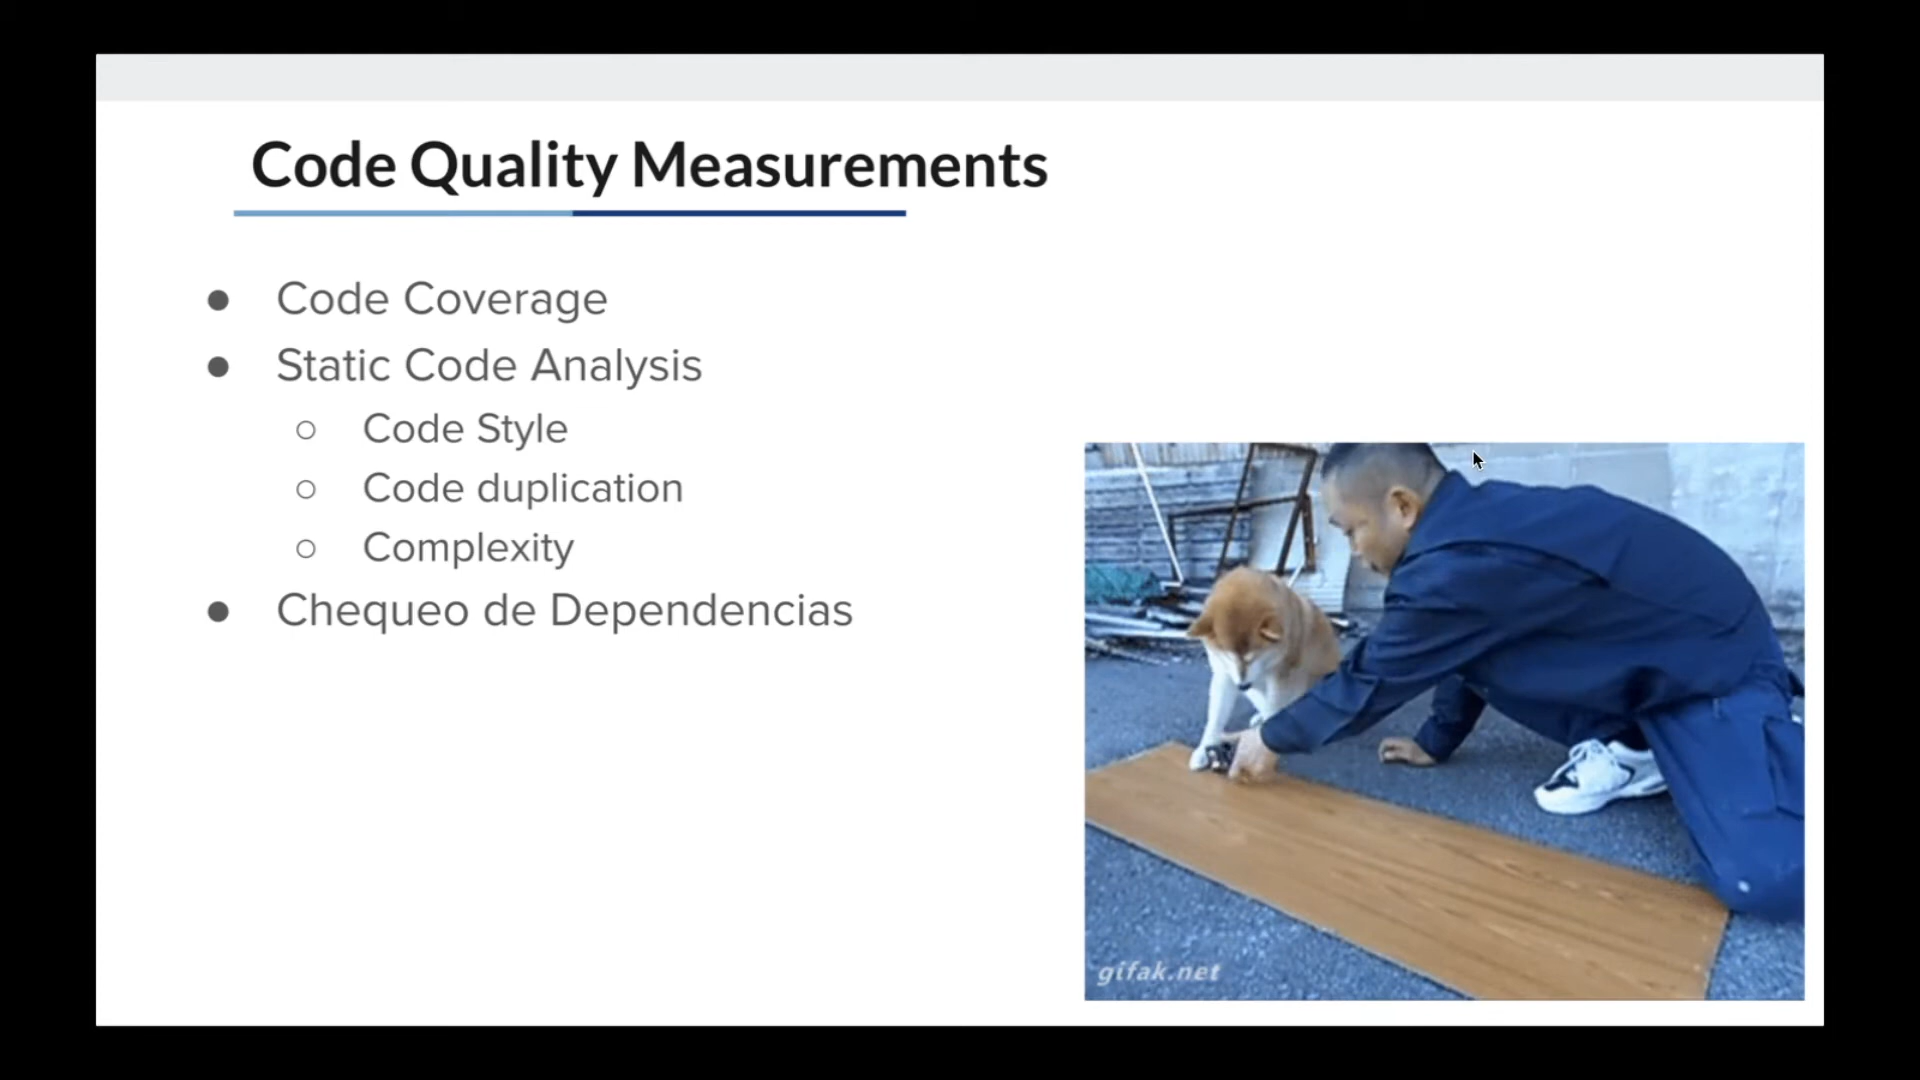 Code Quality Measurements
Code Coverage
Static Code Analysis
Code Style
Code duplication
Complexity
Chequeo de Dependencias
gifak.net